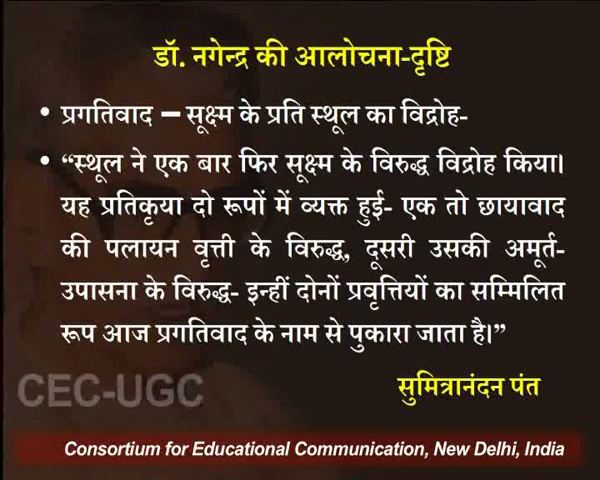 डॉ. नगेन्द्र की आलोचना-दृष्टि
• प्रगतिवाद – सूक्ष्म के प्रति स्थूल का विद्रोह-
• “स्थूल ने एक बार फिर सूक्ष्म के विरुद्ध विद्रोह किया।
यह प्रतिकृया दो रूपों में व्यक्त हुई- एक तो छायावाद
की पलायन वृत्ती के विरुद्ध, दूसरी उसकी अमूर्त-
उपासना के विरुद्ध- इन्हीं दोनों प्रवृत्तियों का सम्मिलित
रूप आज प्रगतिवाद के नाम से पुकारा जाता है।”
सुमित्रानंदन पंत
CEC-UGC
Consortium for Educational Communication, New Delhi, India